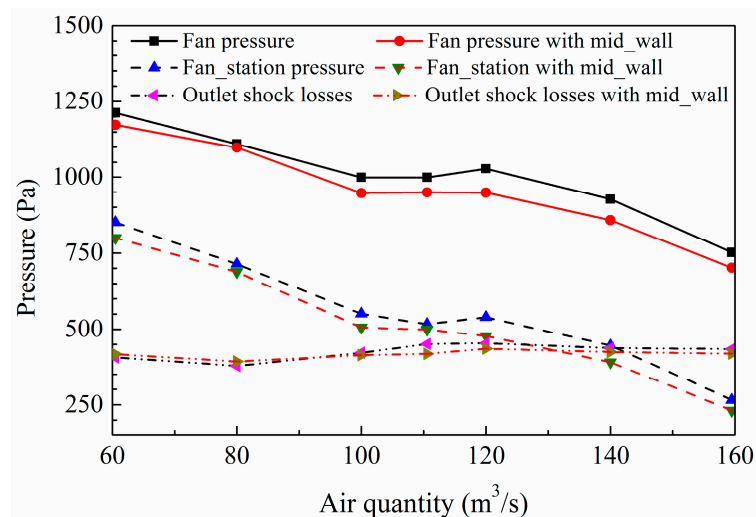 1500
Fan pressure
Fan pressure with mid_wall
Fan_station pressure
Fan_station with mid_wall
Outlet shock losses
Outlet shock losses with mid_wall
1250
1000
750
500
250
Pressure (Pa)
60 80 100 120 140 160
Air quantity (m³/s)